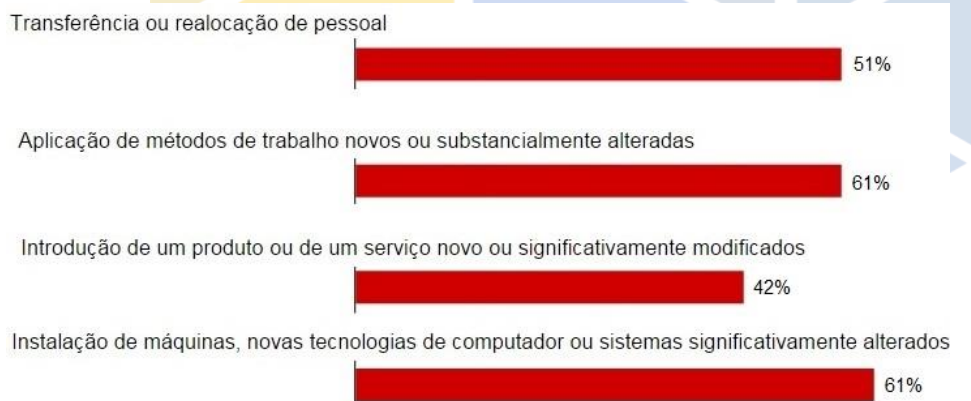 Transferência ou realocação de pessoal
51%
Aplicação de métodos de trabalho novos ou substancialmente alteradas
61%
Introdução de um produto ou de um serviço novo ou significativamente modificados
42%
Instalação de máquinas, novas tecnologias de computador ou sistemas significativamente alterados
61%